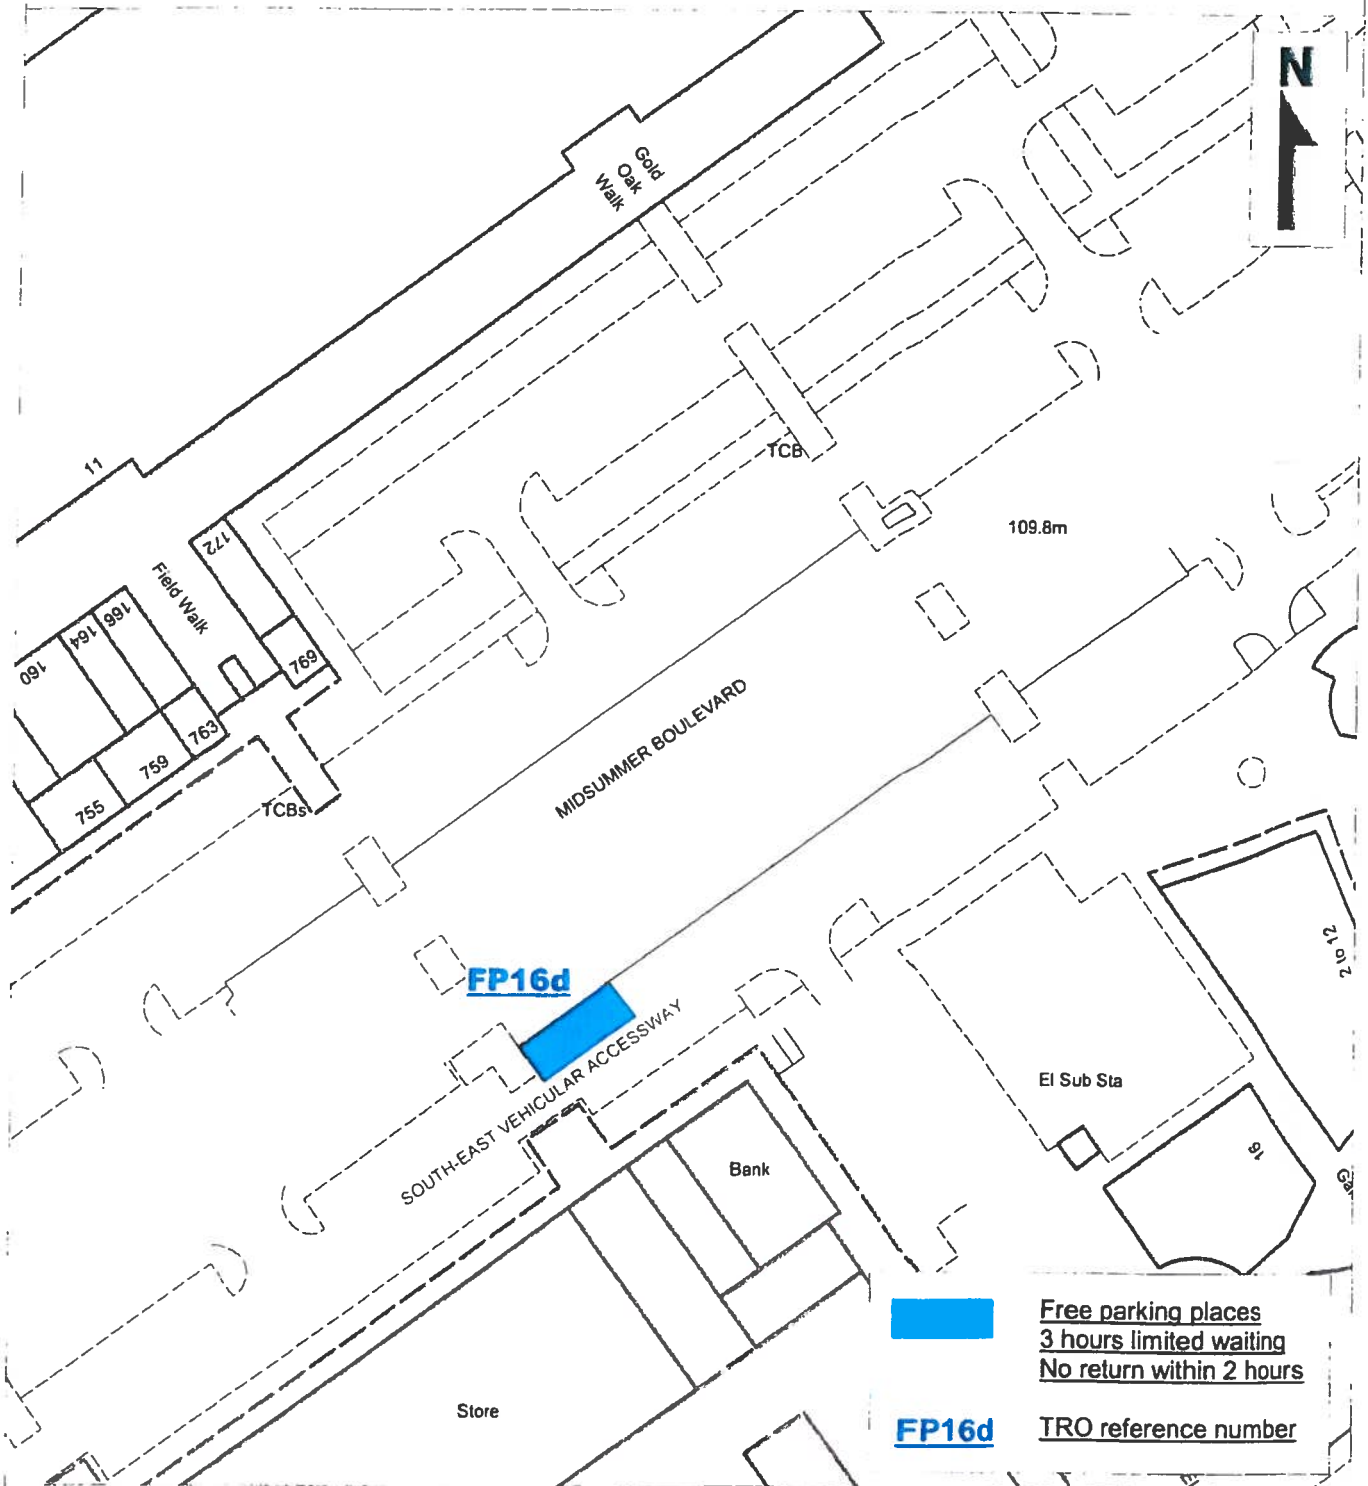 N
Gold
Oak
Walk
TCB
11
109.8m
172
Field Walk
166
164
160
769
763
759
755
TCBs
MIDSUMMER BOULEVARD
2 to 12
FP16d
SOUTH-EAST VEHICULAR ACCESSWAY
El Sub Sta
16
Bank
Store
Free parking places
3 hours limited waiting
No return within 2 hours
FP16d TRO reference number